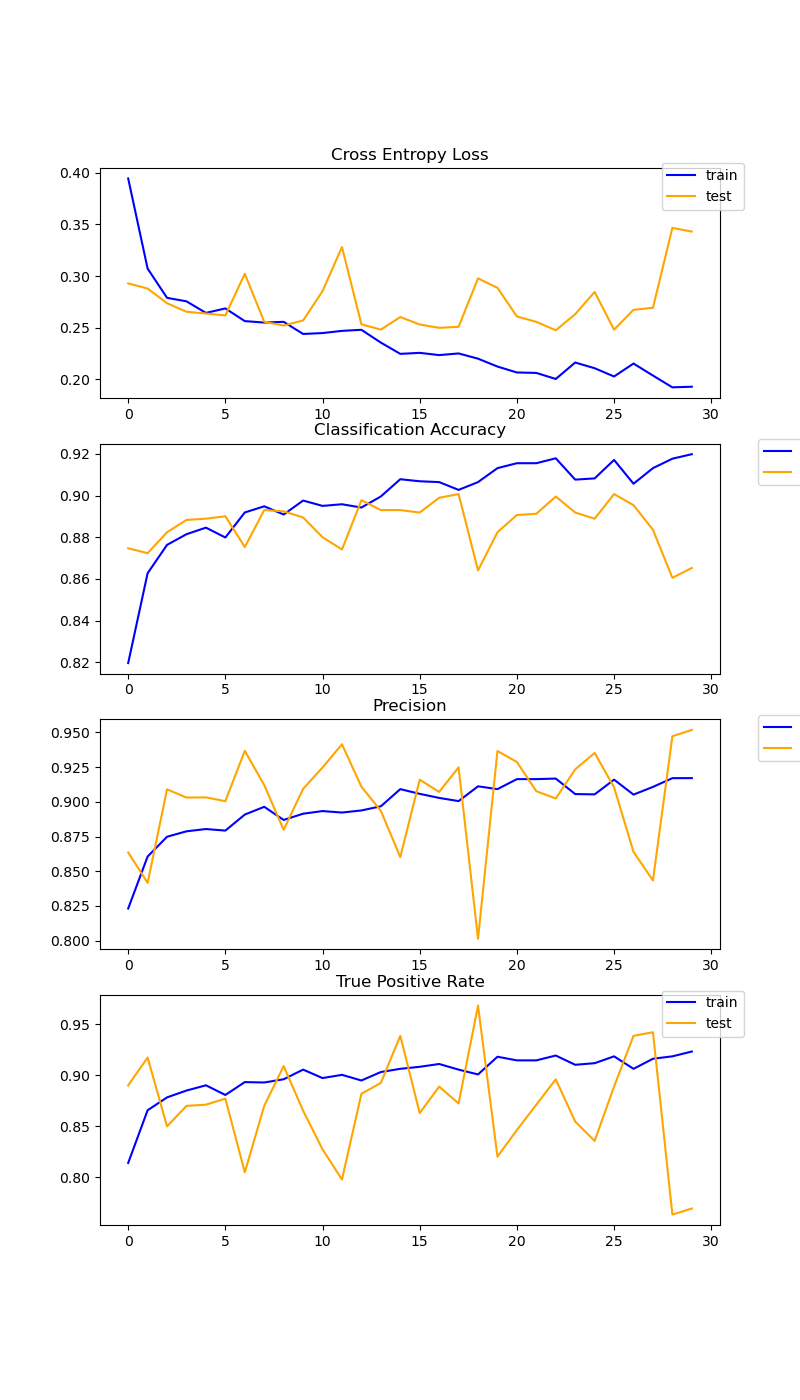 Cross Entropy Loss
train
test
0.40
0.35
0.30
0.25
0.20
0 5 10 15 20 25 30
Classification Accuracy
0.92
0.90
0.88
0.86
0.84
0.82
0 5 10 15 20 25 30
Precision
0.950
0.925
0.900
0.875
0.850
0.825
0.800
0 5 10 15 20 25 30
True Positive Rate
train
test
0.95
0.90
0.85
0.80
0 5 10 15 20 25 30